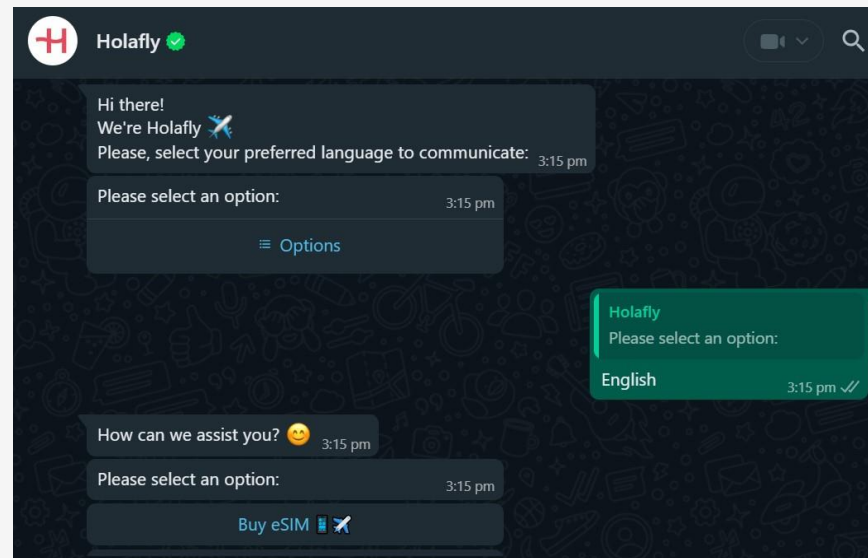 Holafly
Hi there!
We're Holafly ✈️
Please, select your preferred language to communicate:
3:15 pm
Please select an option:
3:15 pm
Options
Holafly
Please select an option:
English
3:15 pm
How can we assist you? 😊
3:15 pm
Please select an option:
3:15 pm
Buy eSIM 📱✈️